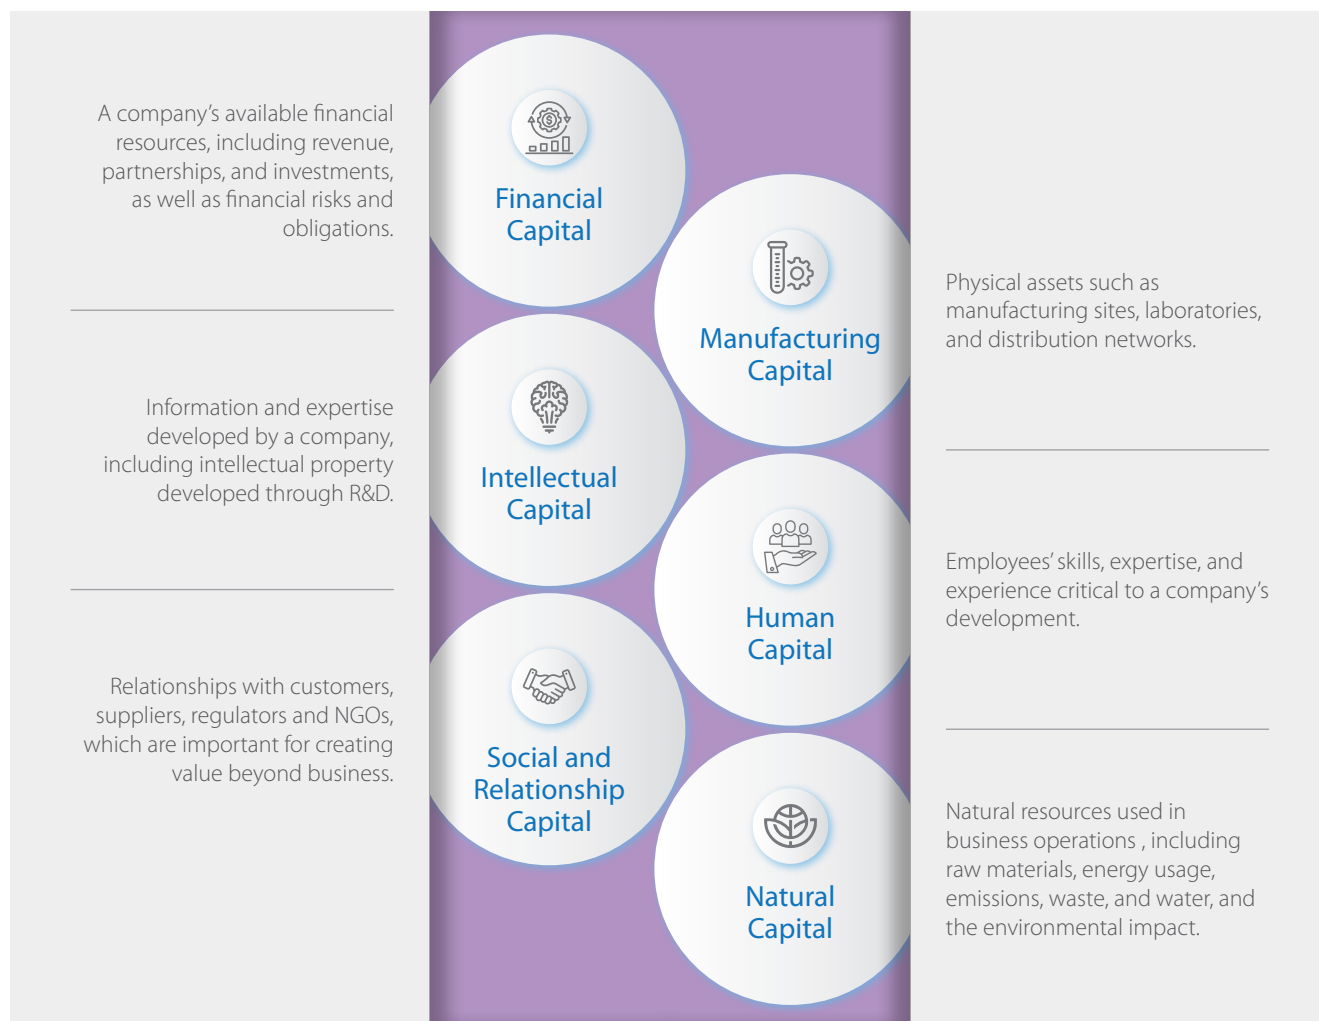 A company’s available financial
resources, including revenue,
partnerships, and investments,
as well as financial risks and
obligations.
Financial
Capital
Physical assets such as
manufacturing sites, laboratories,
and distribution networks.
Manufacturing
Capital
Information and expertise
developed by a company,
including intellectual property
developed through R&D.
Intellectual
Capital
Employees’ skills, expertise, and
experience critical to a company’s
development.
Human
Capital
Relationships with customers,
suppliers, regulators and NGOs,
which are important for creating
value beyond business.
Social and
Relationship
Capital
Natural resources used in
business operations , including
raw materials, energy usage,
emissions, waste, and water, and
the environmental impact.
Natural
Capital